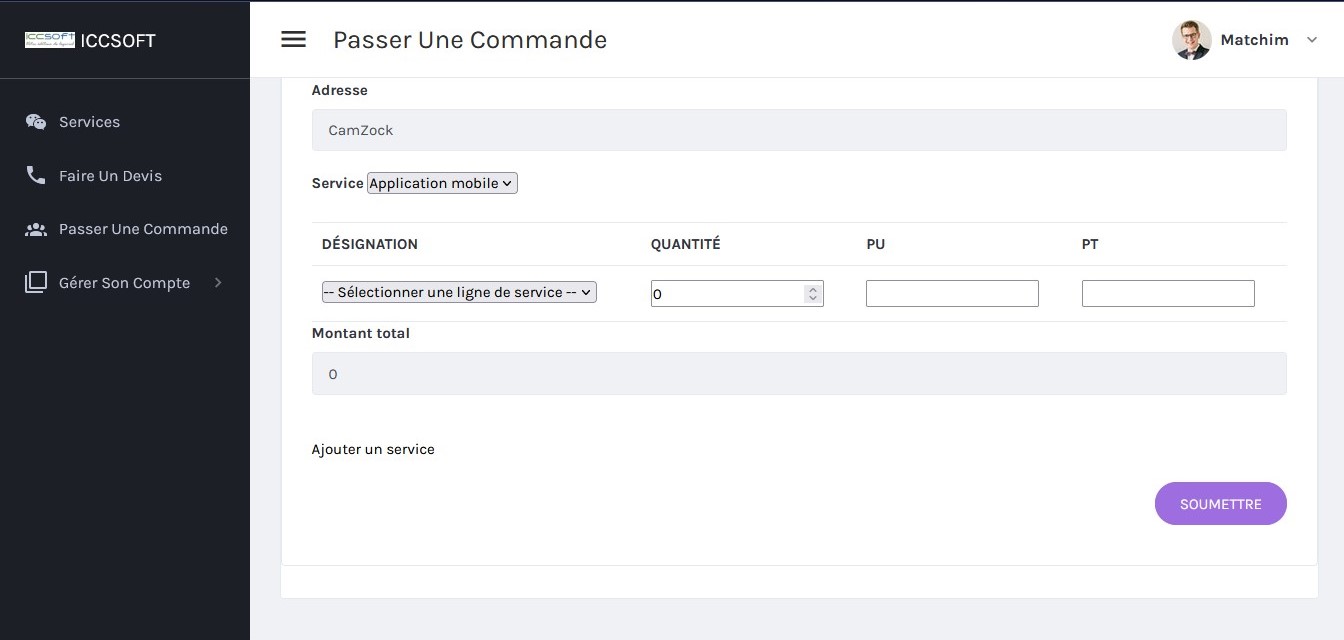 ICCSOFT ICCSOFT
Passer Une Commande
Matchim
Services
Faire Un Devis
Passer Une Commande
Gérer Son Compte
Adresse
CamZock
Service Application mobile
DÉSIGNATION QUANTITÉ PU PT
-- Sélectionner une ligne de service -- 0
Montant total
0
Ajouter un service
SOUMETTRE